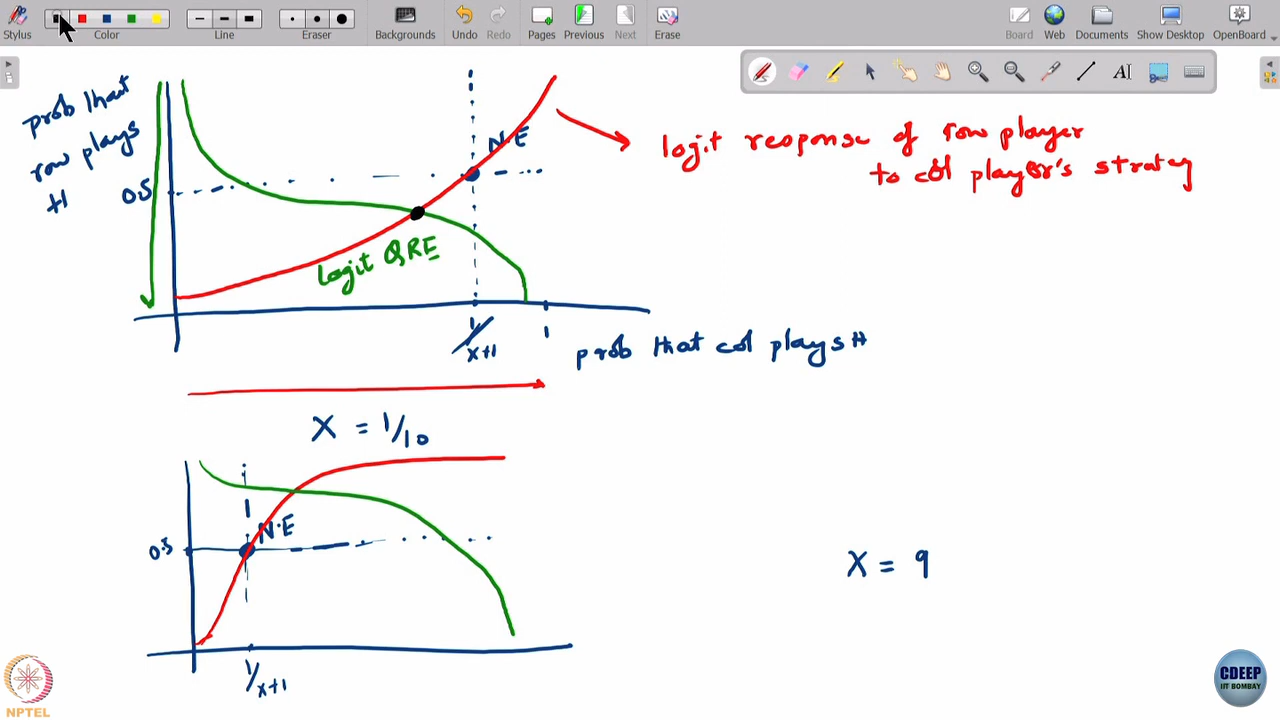 Stylus
Color
Line
Eraser
Backgrounds
Undo
Redo
Pages
Previous
Next
Erase
Board
Web
Documents
Show Desktop
OpenBoard
prob that
row plays
H
0.5
N.E
logit QRE
1/x+1
1
prob that col plays H
logit response of row player
to col player's strategy
X = 1/10
0.5
N.E
1/x+1
X = 9
NPTEL
CDEEP
IIT BOMBAY